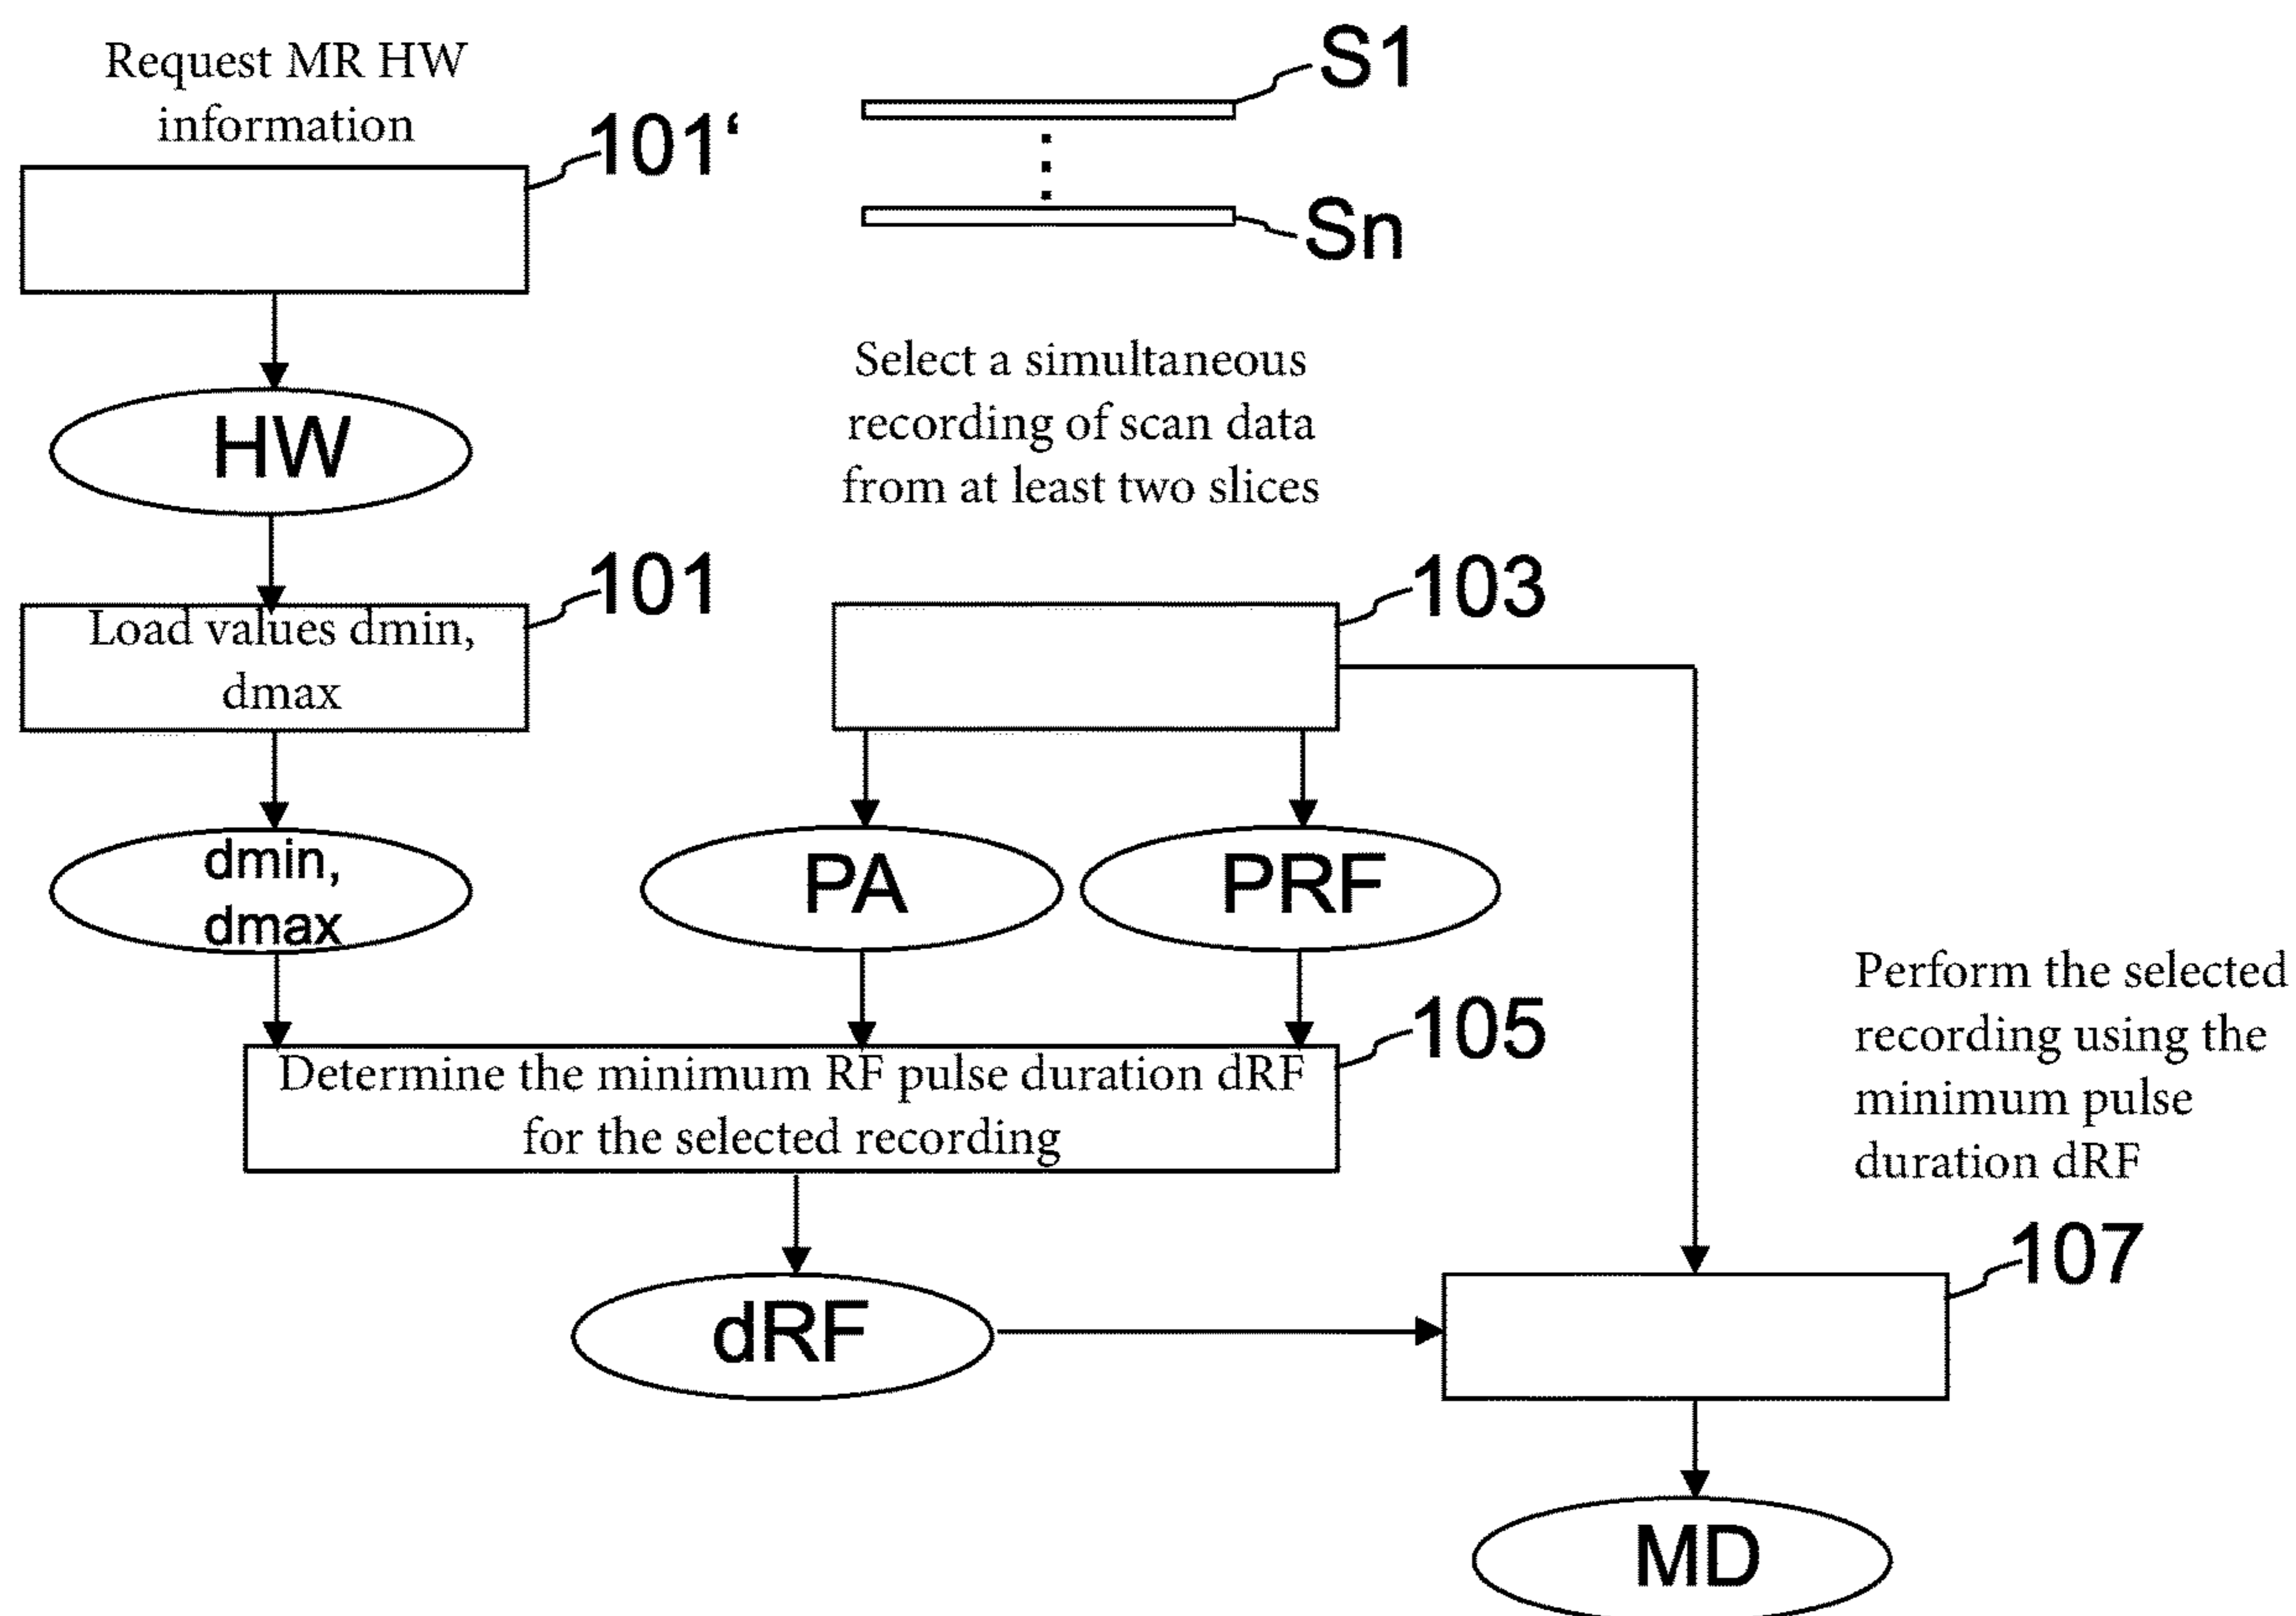 Request MR HW
information
101‘
S1
Sn
HW
Select a simultaneous
recording of scan data
from at least two slices
101
Load values dmin,
dmax
103
dmin,
dmax
PA
PRF
Perform the selected
recording using the
minimum pulse
duration dRF
105
Determine the minimum RF pulse duration dRF
for the selected recording
107
dRF
MD